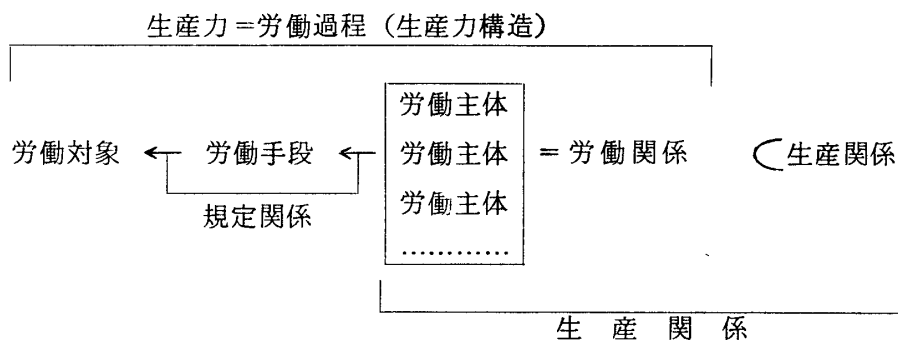 生産力＝労働過程（生産力構造）
労働主体
労働対象 ← 労働手段 ← 労働主体 ＝労働関係 ⊂生産関係
労働主体
規定関係
…………
生産関係